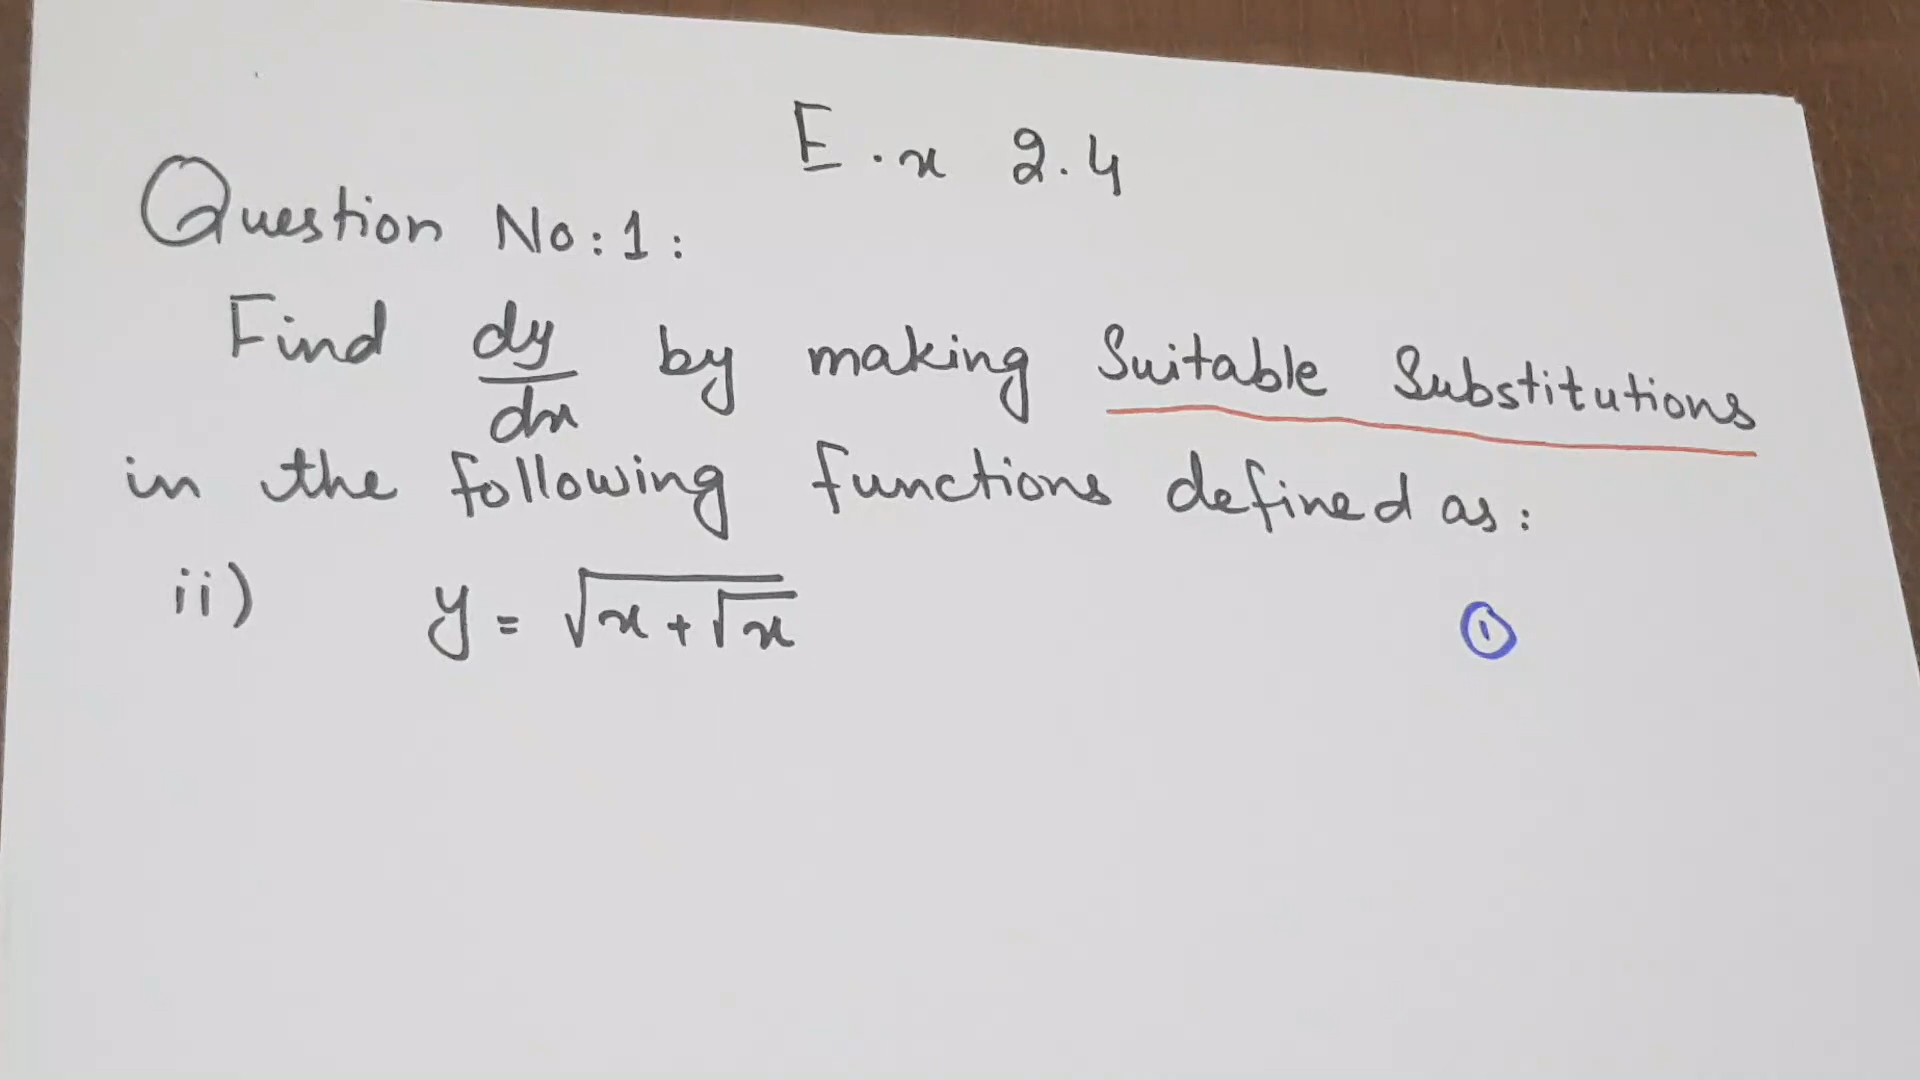 E.x 2.4
Question No:1:
Find dy/dx by making Suitable Substitutions
in the following functions defined as:
ii) y = √(x+√x) ①